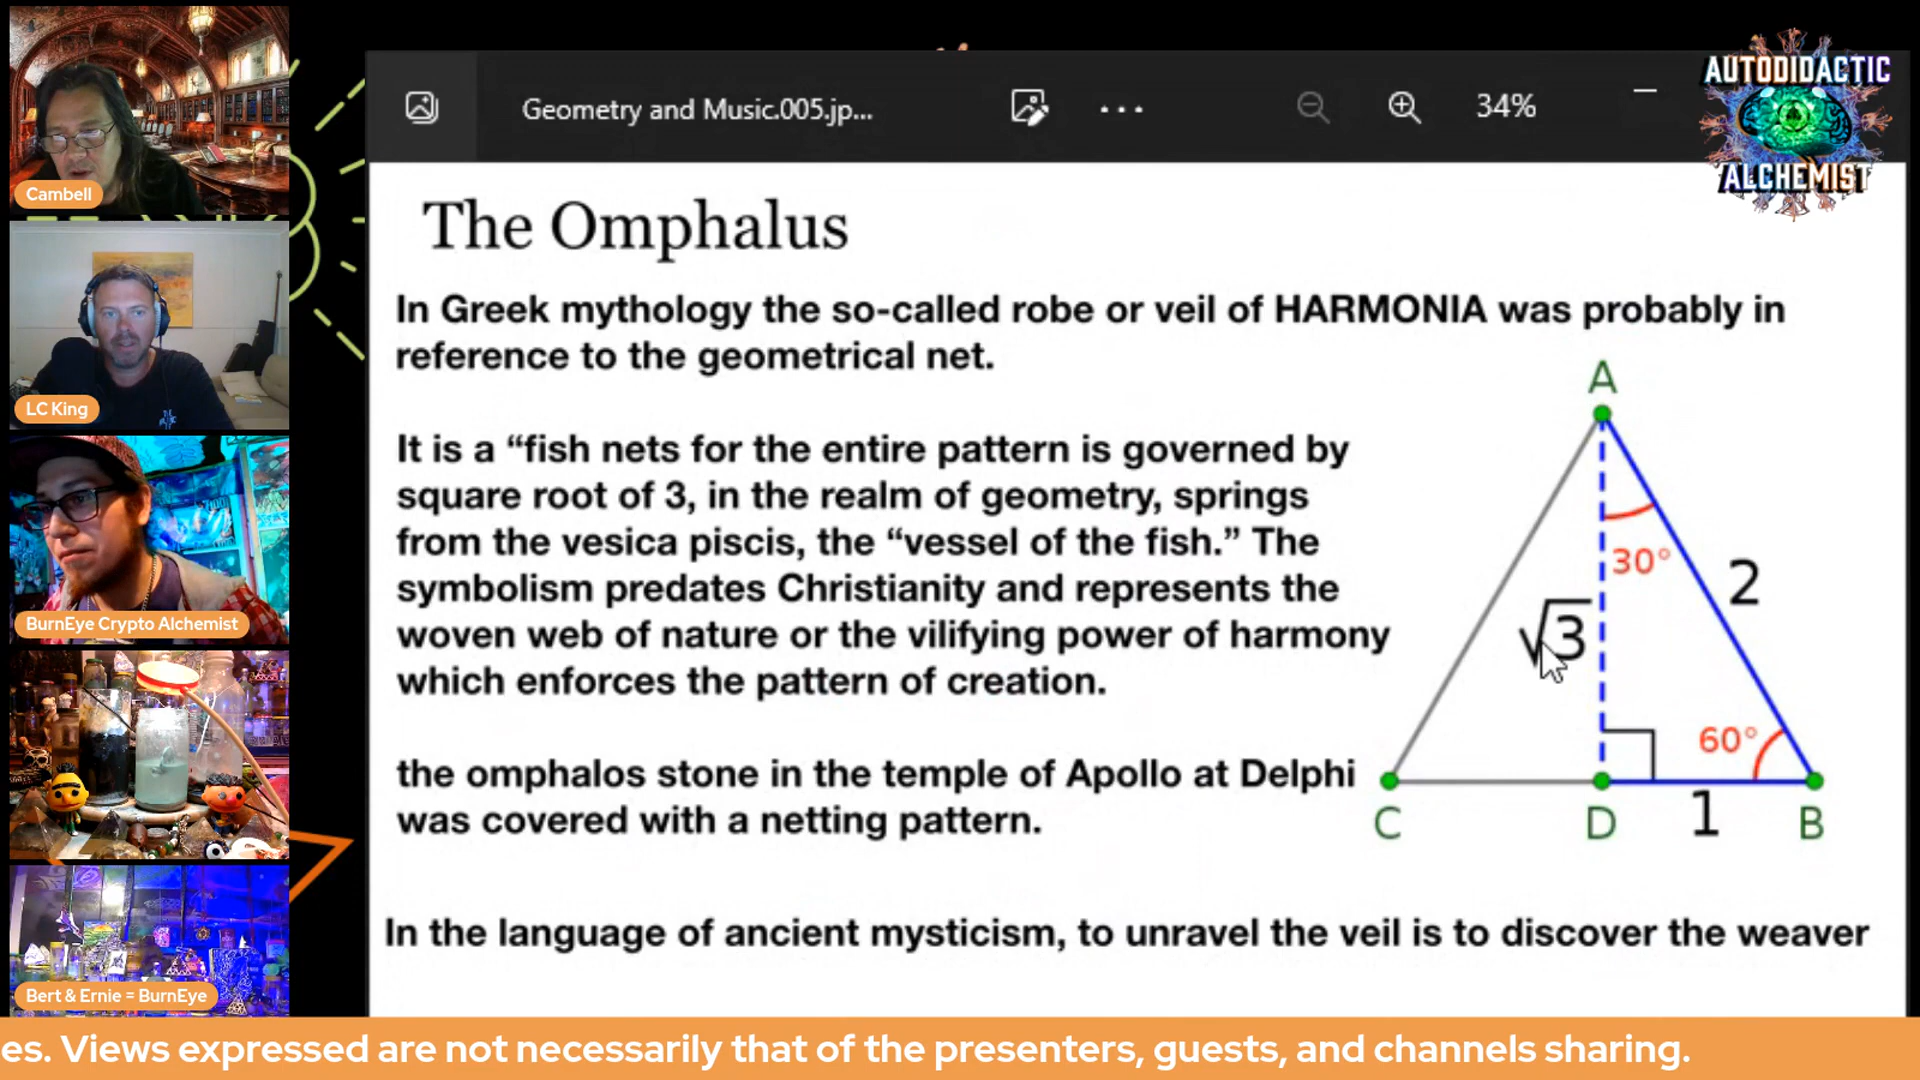 Geometry and Music.005.jp...
34%
AUTODIDACTIC
ALCHEMIST
Cambell
LC King
BurnEye Crypto Alchemist
Bert & Ernie = BurnEye
The Omphalus
In Greek mythology the so-called robe or veil of HARMONIA was probably in
reference to the geometrical net.
It is a “fish nets for the entire pattern is governed by
square root of 3, in the realm of geometry, springs
from the vesica piscis, the “vessel of the fish.” The
symbolism predates Christianity and represents the
woven web of nature or the vilifying power of harmony
which enforces the pattern of creation.
the omphalos stone in the temple of Apollo at Delphi
was covered with a netting pattern.
In the language of ancient mysticism, to unravel the veil is to discover the weaver
A
30°
2
√3
60°
1
C
D
B
es. Views expressed are not necessarily that of the presenters, guests, and channels sharing.